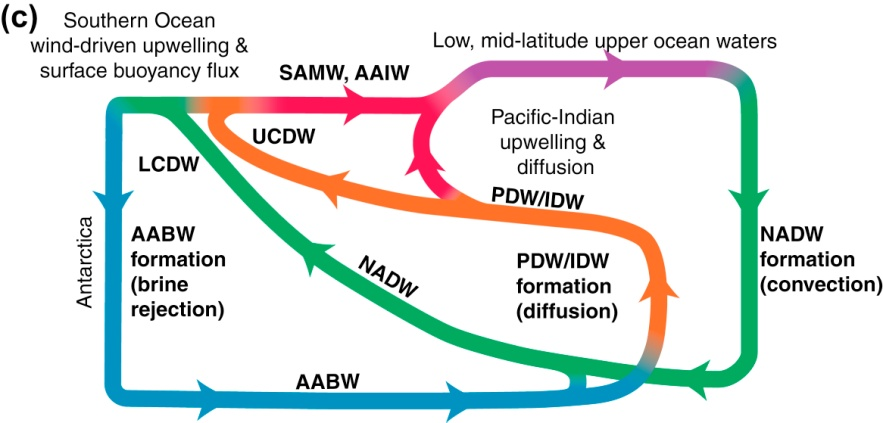 (c)
Southern Ocean
wind-driven upwelling &
surface buoyancy flux
Low, mid-latitude upper ocean waters
SAMW, AAIW
Pacific-Indian
upwelling &
diffusion
UCDW
LCDW
PDW/IDW
Antarctica
AABW
formation
(brine
rejection)
NADW
PDW/IDW
formation
(diffusion)
NADW
formation
(convection)
AABW